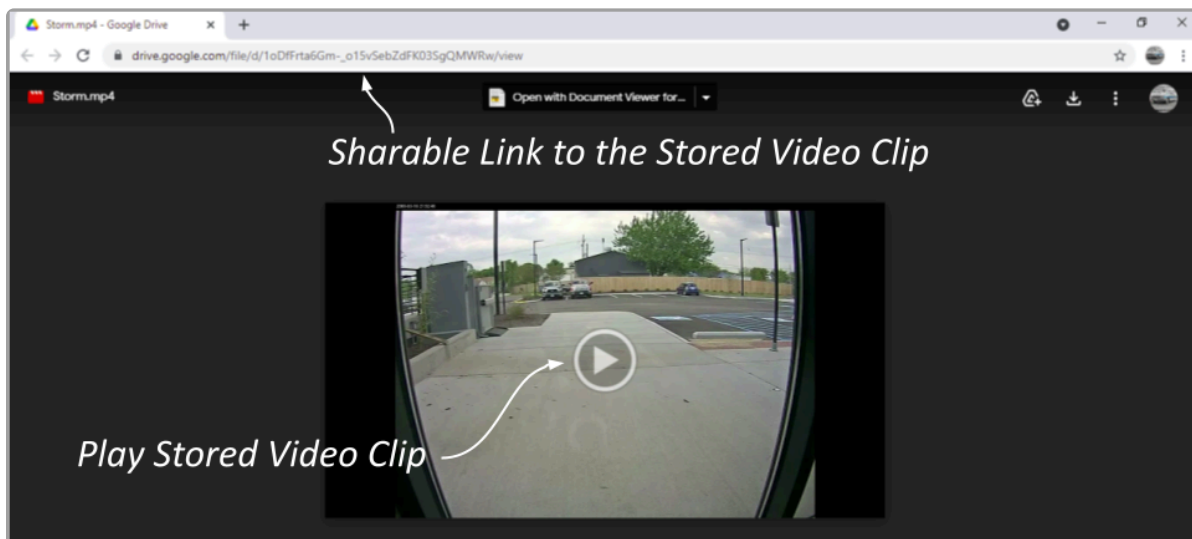 Storm.mp4 - Google Drive
drive.google.com/file/d/1oDfFrta6Gm-_o15vSebZdFK03SgQMWRw/view
Storm.mp4
Open with Document Viewer for...
Sharable Link to the Stored Video Clip
Play Stored Video Clip